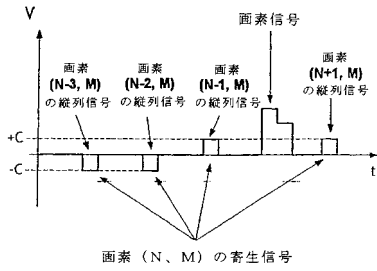 V
画素信号
画素
(N-3, M)
の縦列信号
画素
(N-2, M)
の縦列信号
画素
(N-1, M)
の縦列信号
画素
(N+1, M)
の縦列信号
+C
-C
t
画素（N、M）の寄生信号